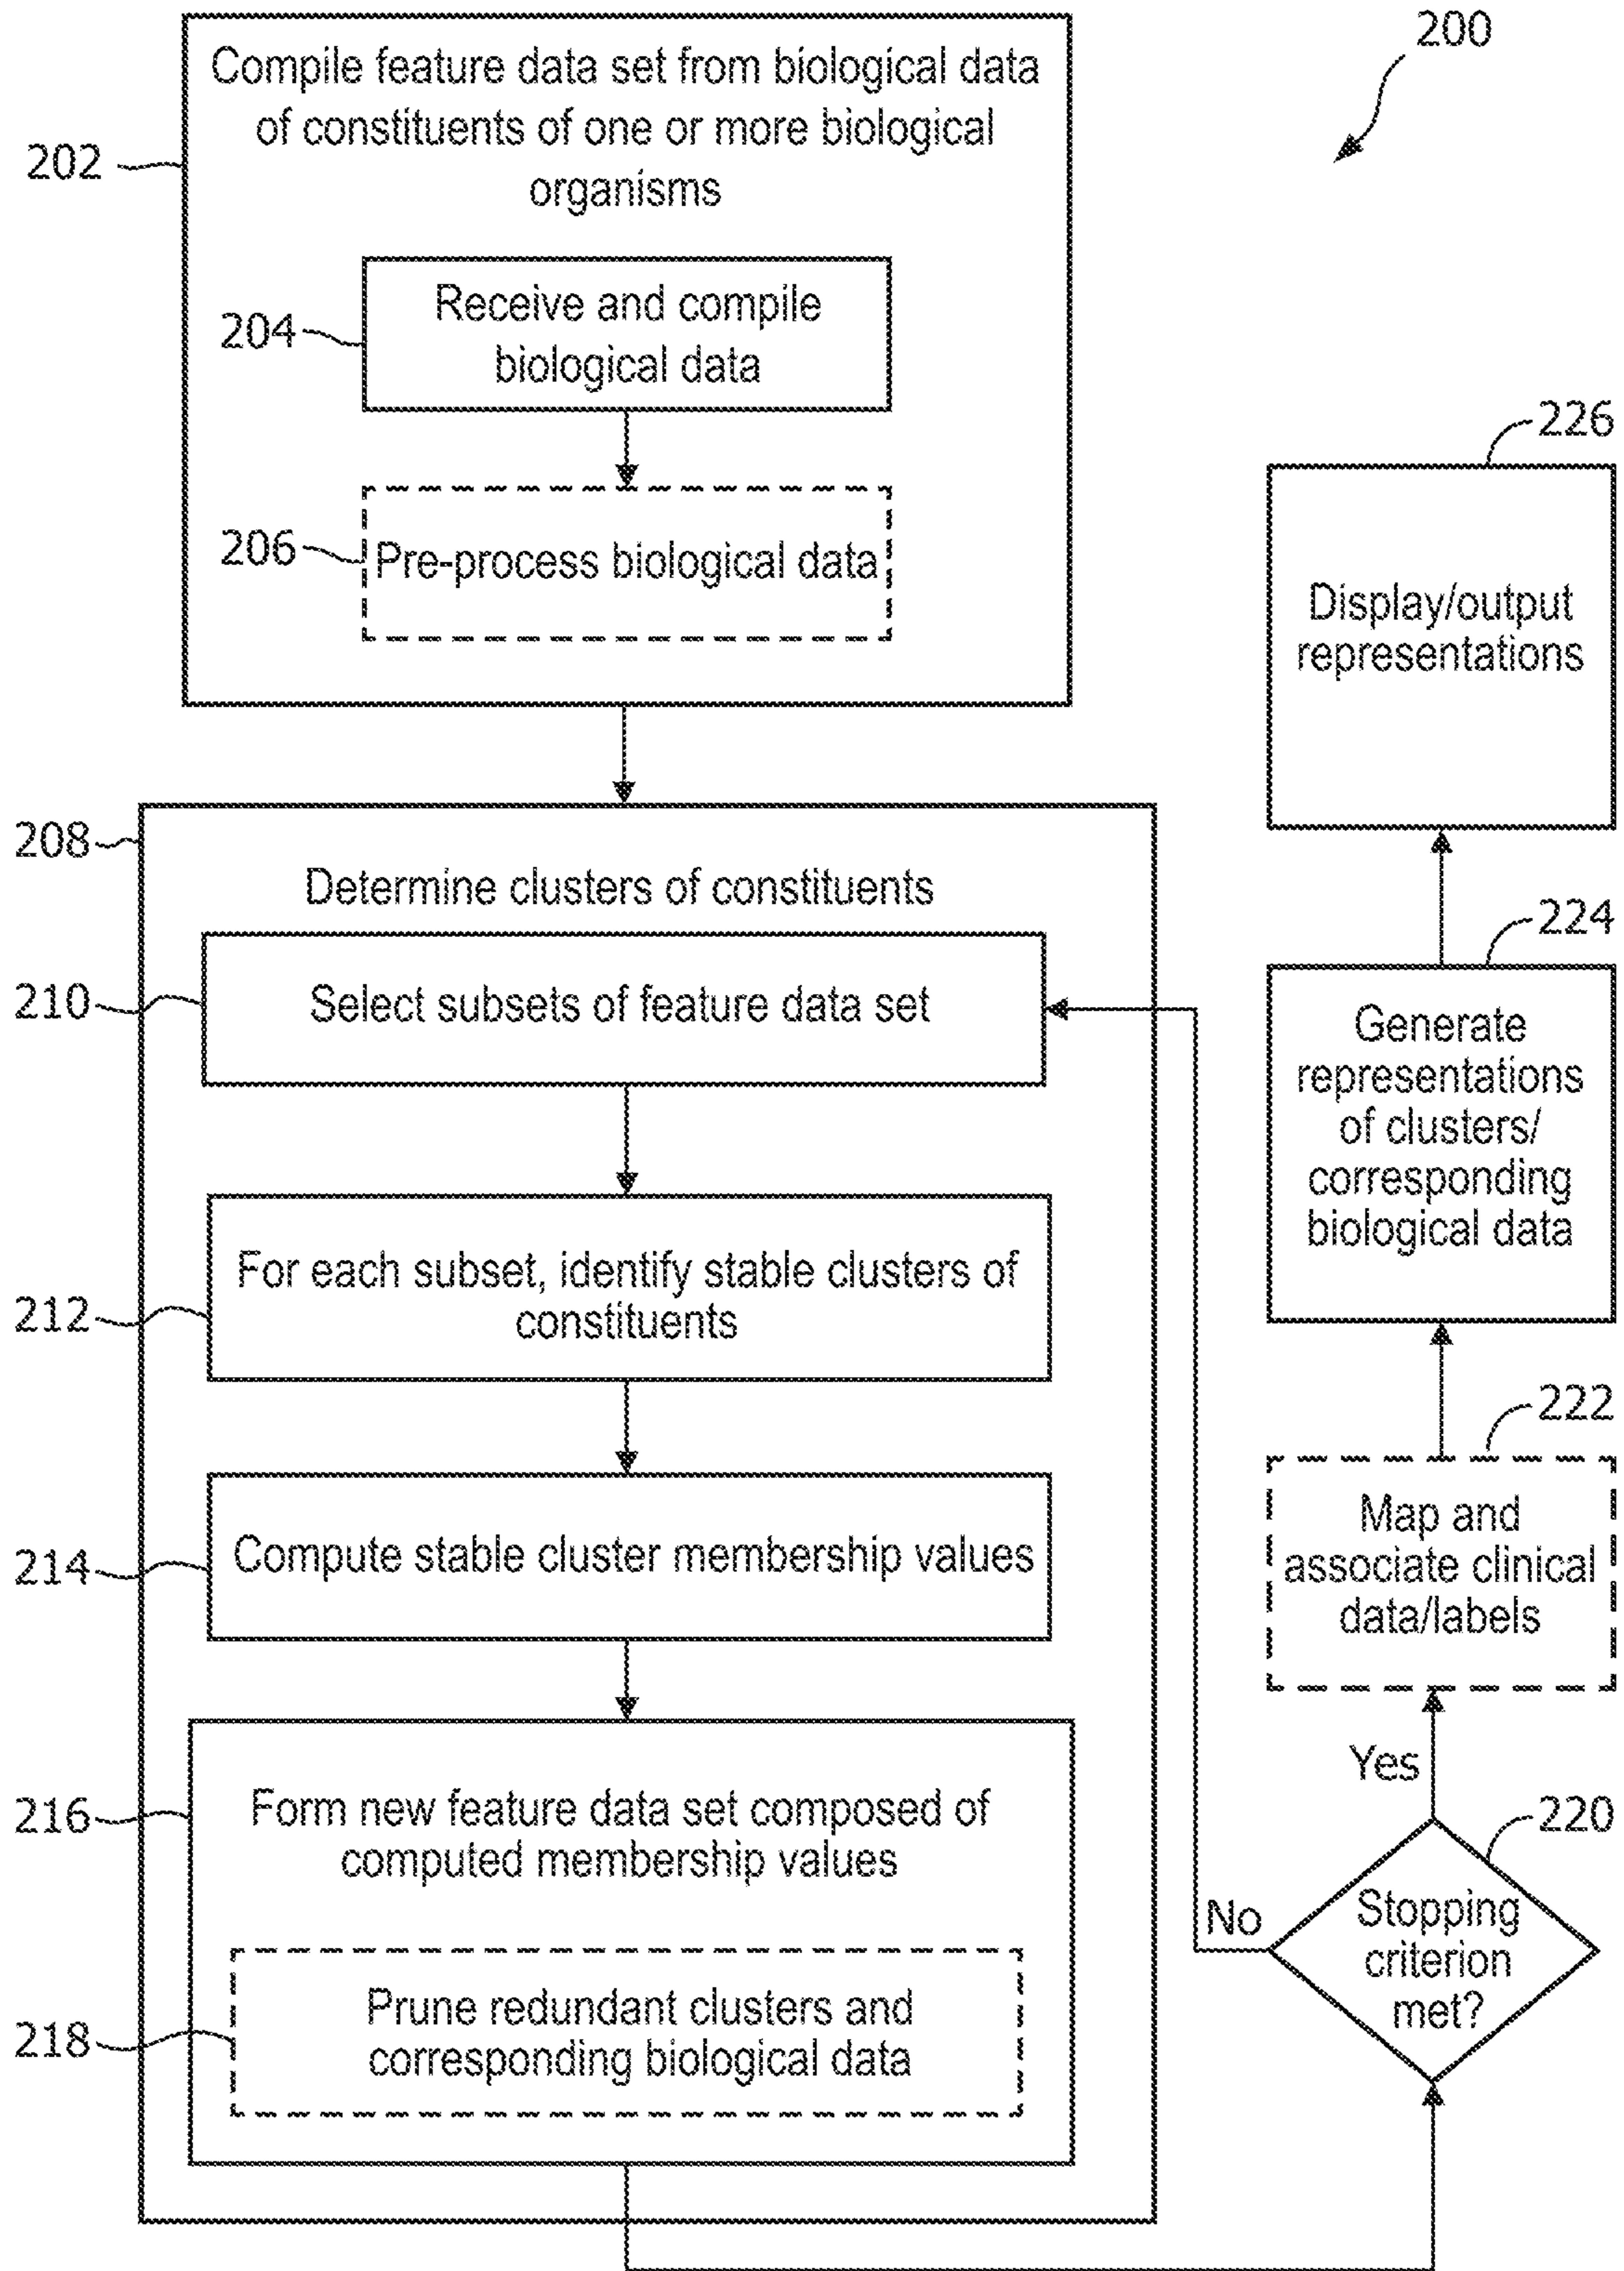 200
Compile feature data set from biological data
of constituents of one or more biological
organisms
202
204
Receive and compile
biological data
206
Pre-process biological data
208
Determine clusters of constituents
210
Select subsets of feature data set
212
For each subset, identify stable clusters of
constituents
214
Compute stable cluster membership values
216
Form new feature data set composed of
computed membership values
218
Prune redundant clusters and
corresponding biological data
220
Stopping
criterion
met?
No
Yes
222
Map and
associate clinical
data/labels
224
Generate
representations
of clusters/
corresponding
biological data
226
Display/output
representations